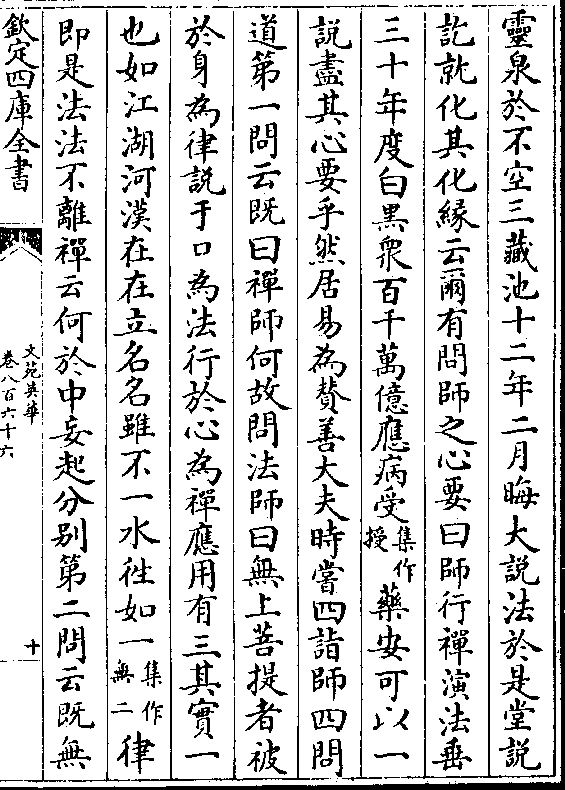 靈泉於不空三藏池十二年二月晦大說法於是堂說
訖就化其化緣云爾有問師之心要曰師行禪演法垂
三十年度白黑衆百千萬億應病受集作授藥安可以一
說盡其心要乎然居易為賛善大夫時嘗四詣師四問
道第一問云既曰禪師何故問法師曰無上菩提者被
於身為律說于口為法行於心為禪應用有三其實一
也如江湖河漢在在立名名雖不一水性如一集作無二律
即是法法不離禪云何於中妄起分别第二問云既無
欽定四庫全書
文苑英華
卷八百六十六
十